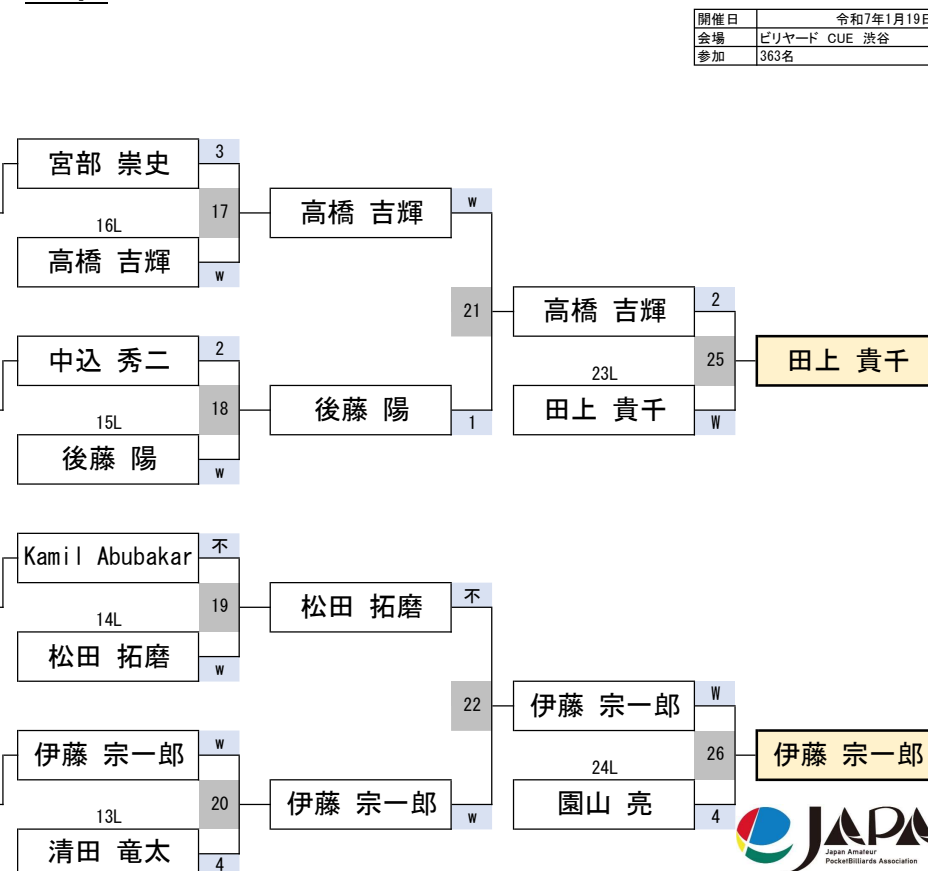 開催日 令和7年1月19日
会場 ビリヤード CUE 渋谷
参加 363名
宮部 崇史 3
17
16L
高橋 吉輝 w
高橋 吉輝 w
21
中込 秀二 2
18
15L
後藤 陽 w
後藤 陽 1
高橋 吉輝 2
25
23L
田上 貴千 W
田上 貴千
Kamil Abubakar 不
19
14L
松田 拓磨 w
松田 拓磨 不
22
伊藤 宗一郎 w
20
13L
清田 竜太 4
伊藤 宗一郎 w
伊藤 宗一郎 W
26
24L
園山 亮 4
伊藤 宗一郎
JAPA
Japan Amateur
PocketBilliards Association